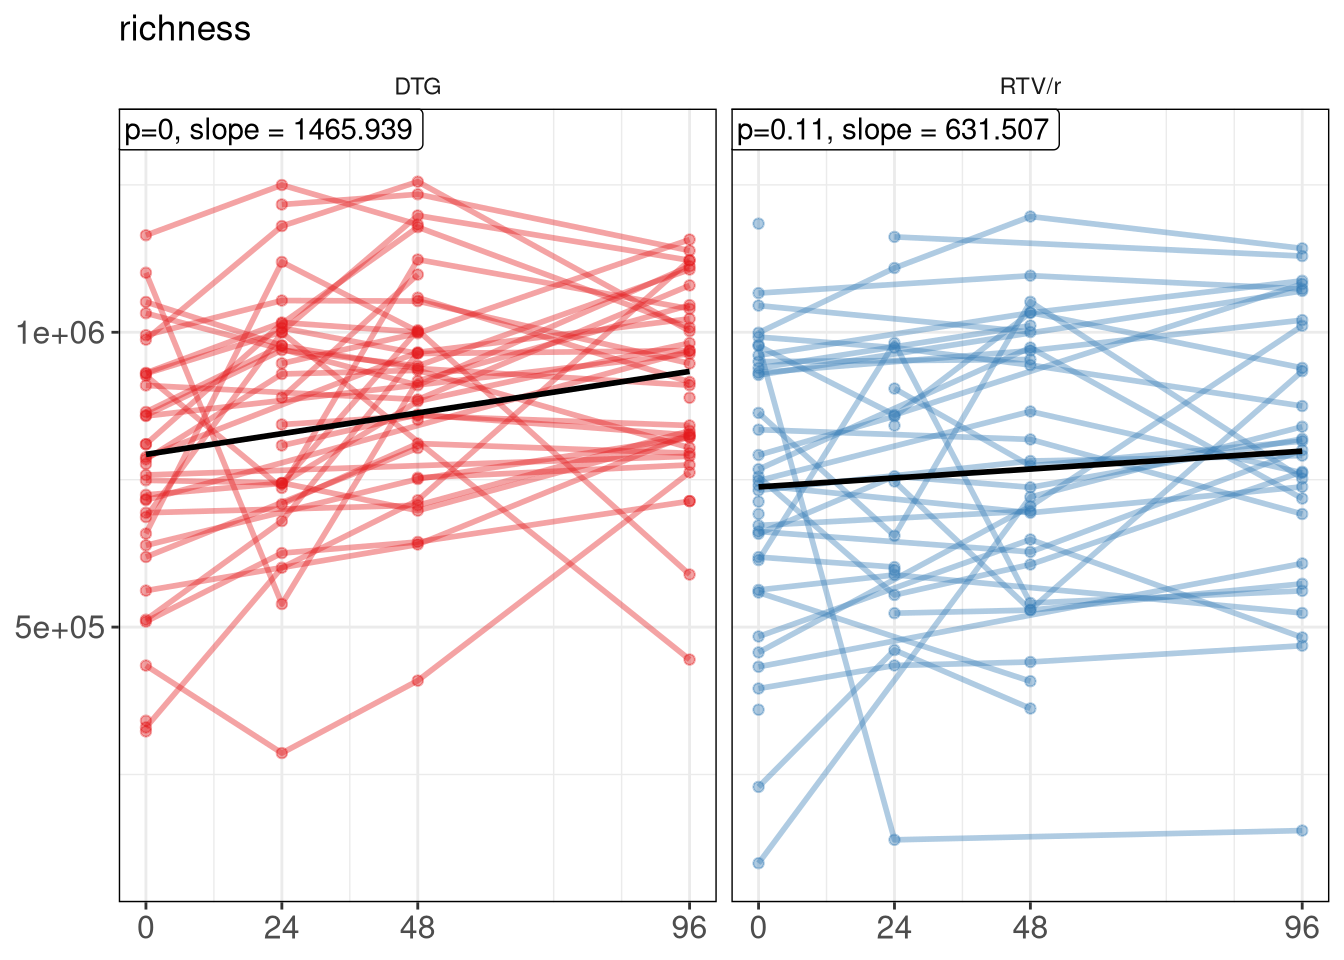 richness
DTG
RTV/r
p=0, slope = 1465.939
p=0.11, slope = 631.507
1e+06
5e+05
0 24 48 96
0 24 48 96